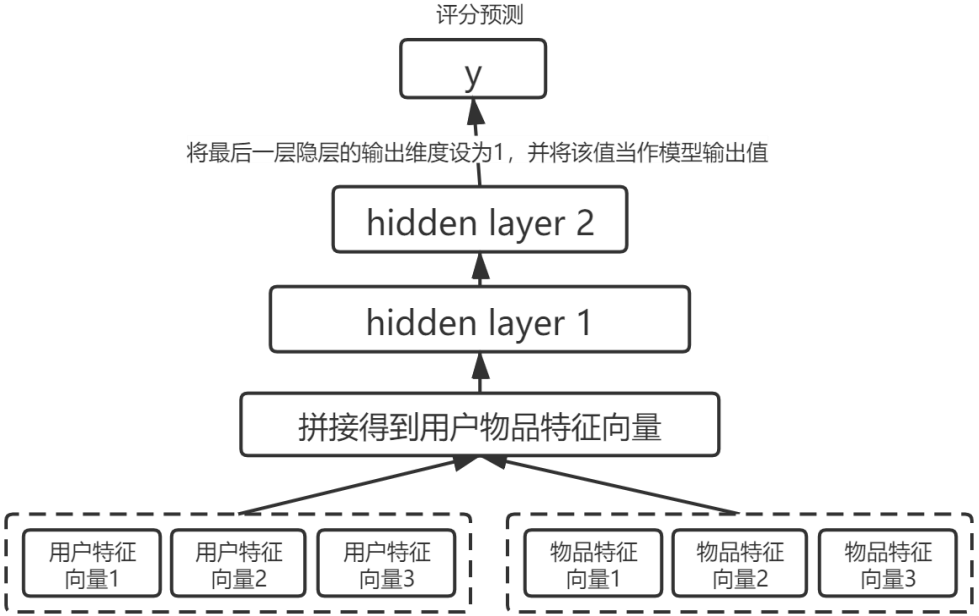 评分预测
y
将最后一层隐层的输出维度设为1，并将该值当作模型输出值
hidden layer 2
hidden layer 1
拼接得到用户物品特征向量
用户特征
向量1
用户特征
向量2
用户特征
向量3
物品特征
向量1
物品特征
向量2
物品特征
向量3